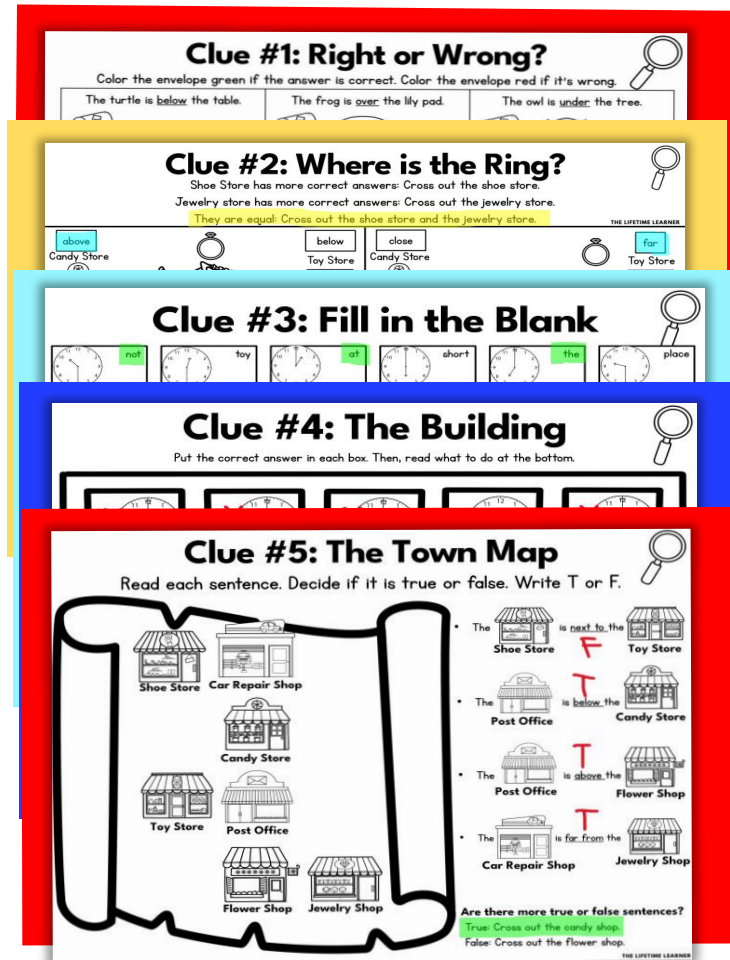 Clue #1: Right or Wrong?
Color the envelope green if the answer is correct. Color the envelope red if it's wrong.
The turtle is below the table. The frog is over the lily pad. The owl is under the tree.
Clue #2: Where is the Ring?
Shoe Store has more correct answers: Cross out the shoe store.
Jewelry store has more correct answers: Cross out the jewelry store.
They are equal: Cross out the shoe store and the jewelry store.
THE LIFETIME LEARNER
above below close far
Candy Store Toy Store Candy Store Toy Store
Clue #3: Fill in the Blank
not toy at short the place
Clue #4: The Building
Put the correct answer in each box. Then, read what to do at the bottom.
Clue #5: The Town Map
Read each sentence. Decide if it is true or false. Write T or F.
Shoe Store Car Repair Shop
Candy Store
Toy Store Post Office
Flower Shop Jewelry Shop
• The Shoe Store is next to the Toy Store
F
T
• The Post Office is below the Candy Store
T
• The Post Office is above the Flower Shop
T
• The Car Repair Shop is far from the Jewelry Shop
Are there more true or false sentences?
True: Cross out the candy shop.
False: Cross out the flower shop.
THE LIFETIME LEARNER